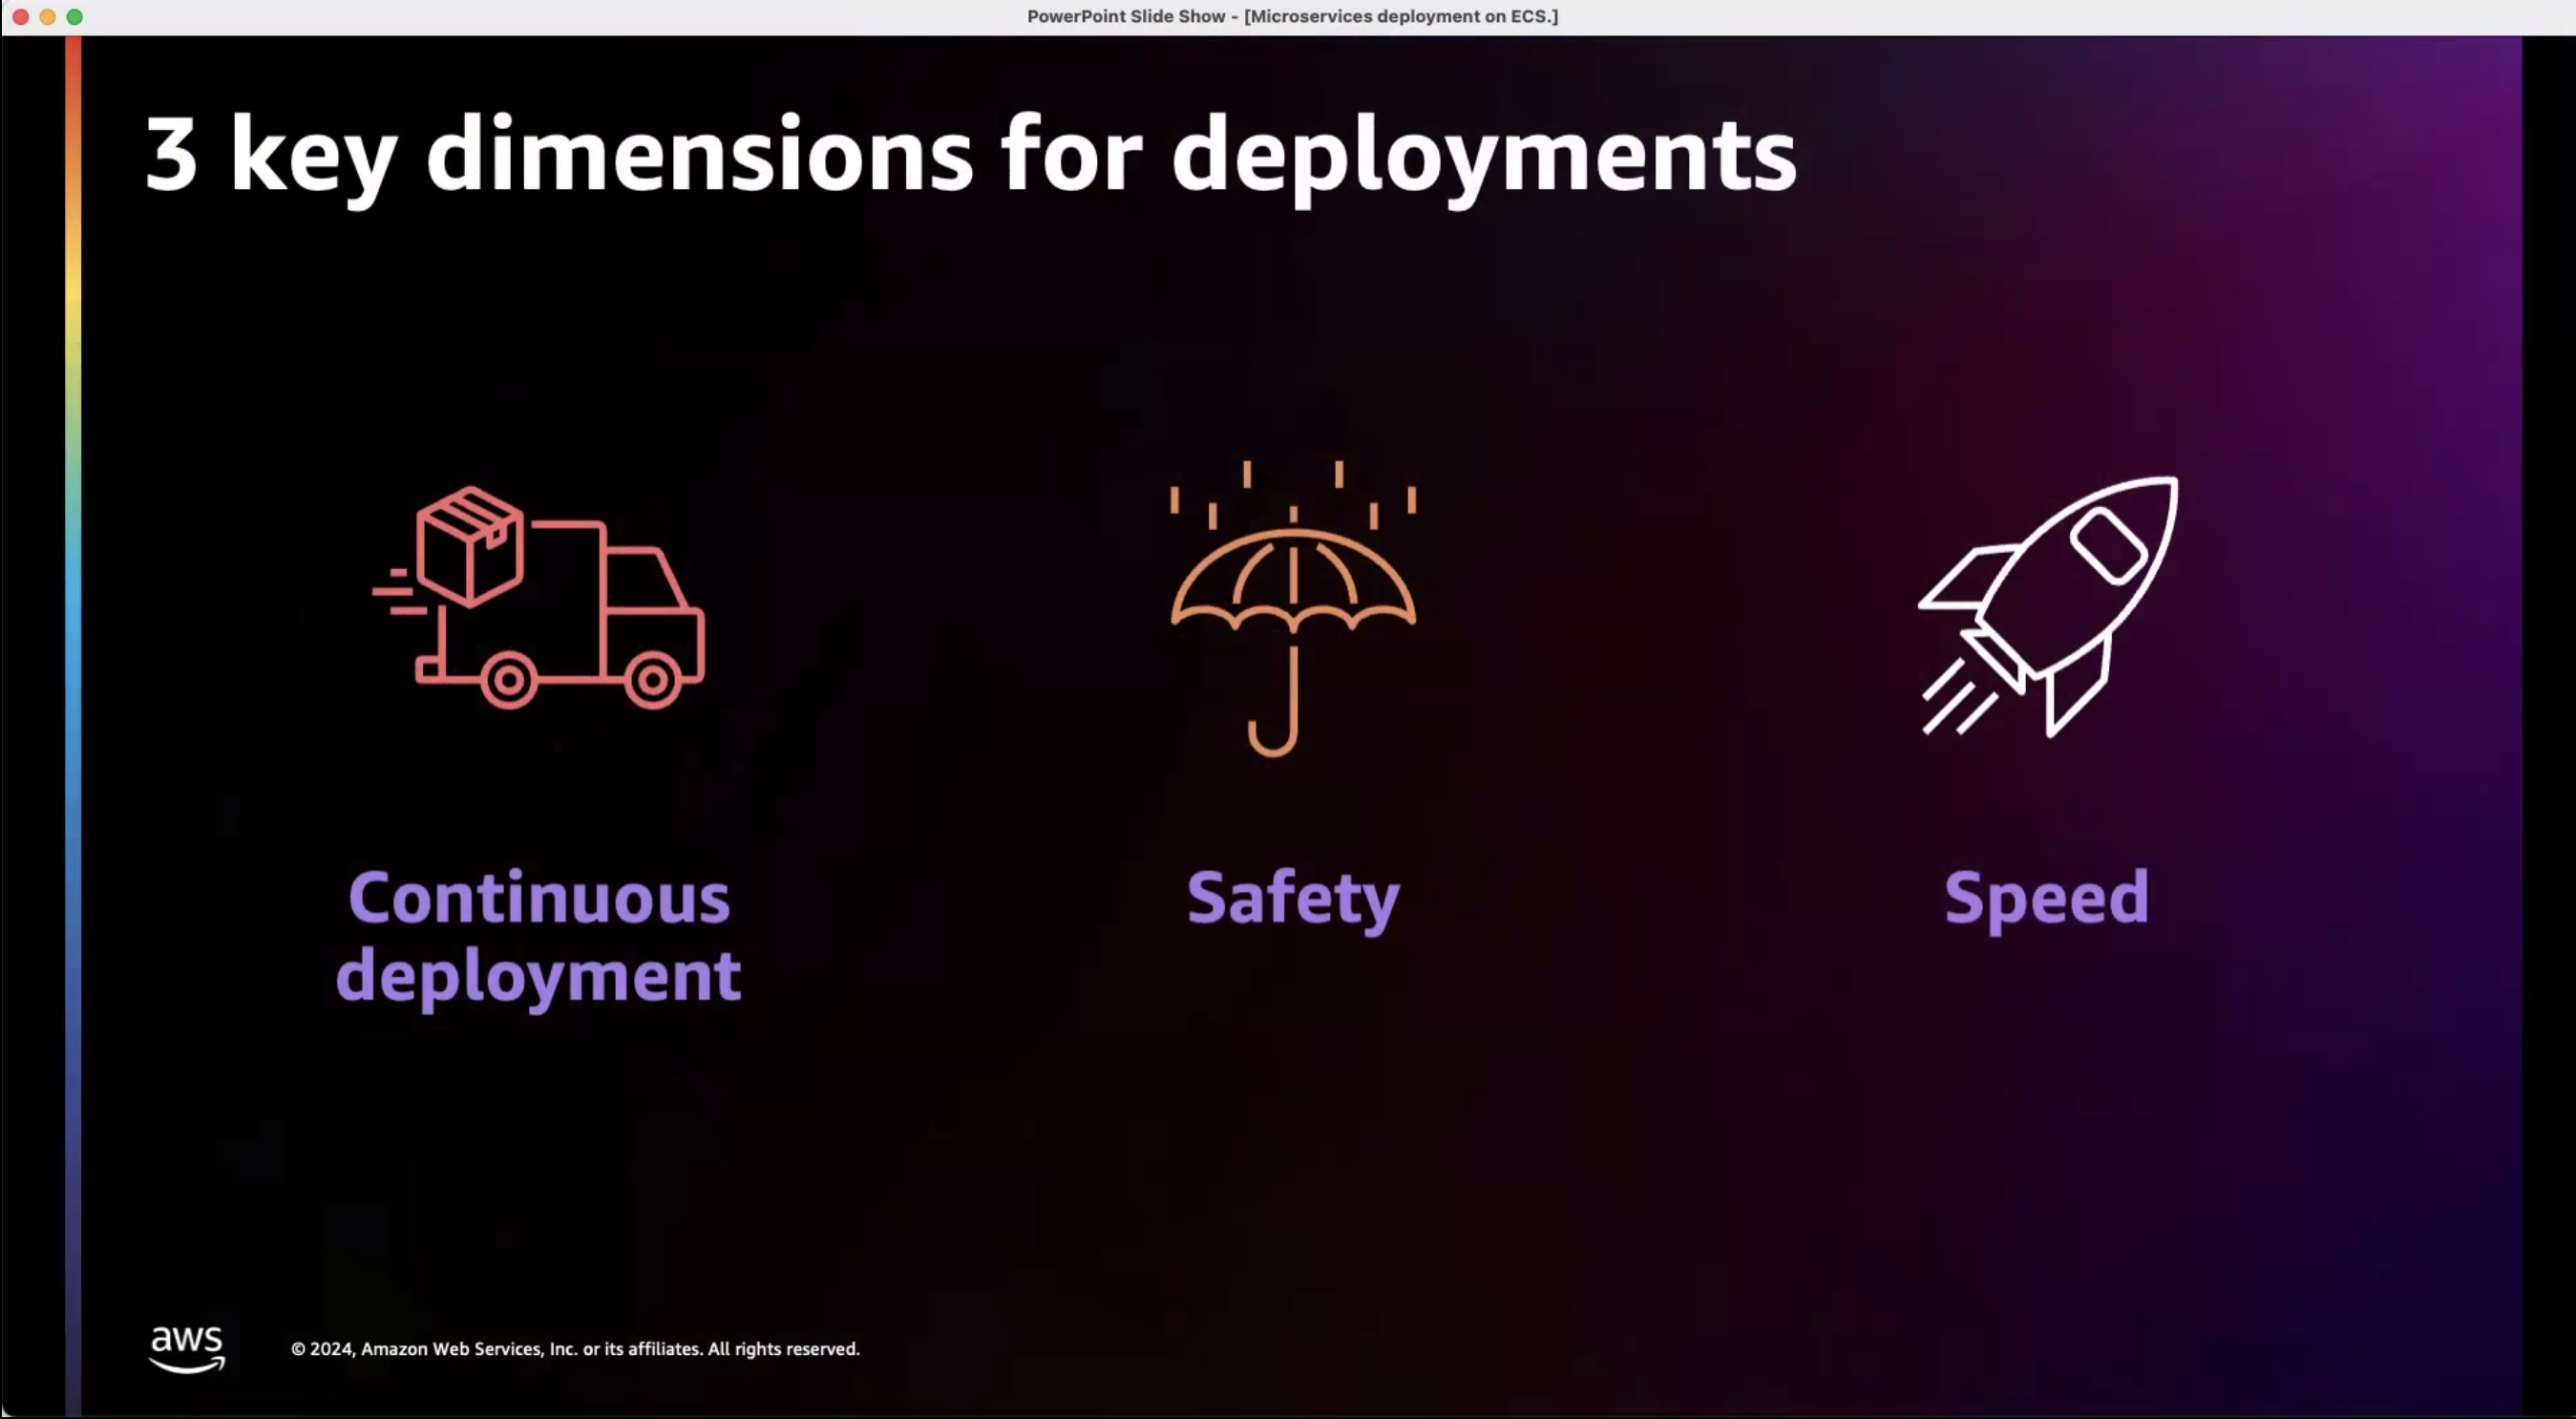 PowerPoint Slide Show - [Microservices deployment on ECS.]
3 key dimensions for deployments
Continuous
deployment
Safety
Speed
aws
© 2024, Amazon Web Services, Inc. or its affiliates. All rights reserved.